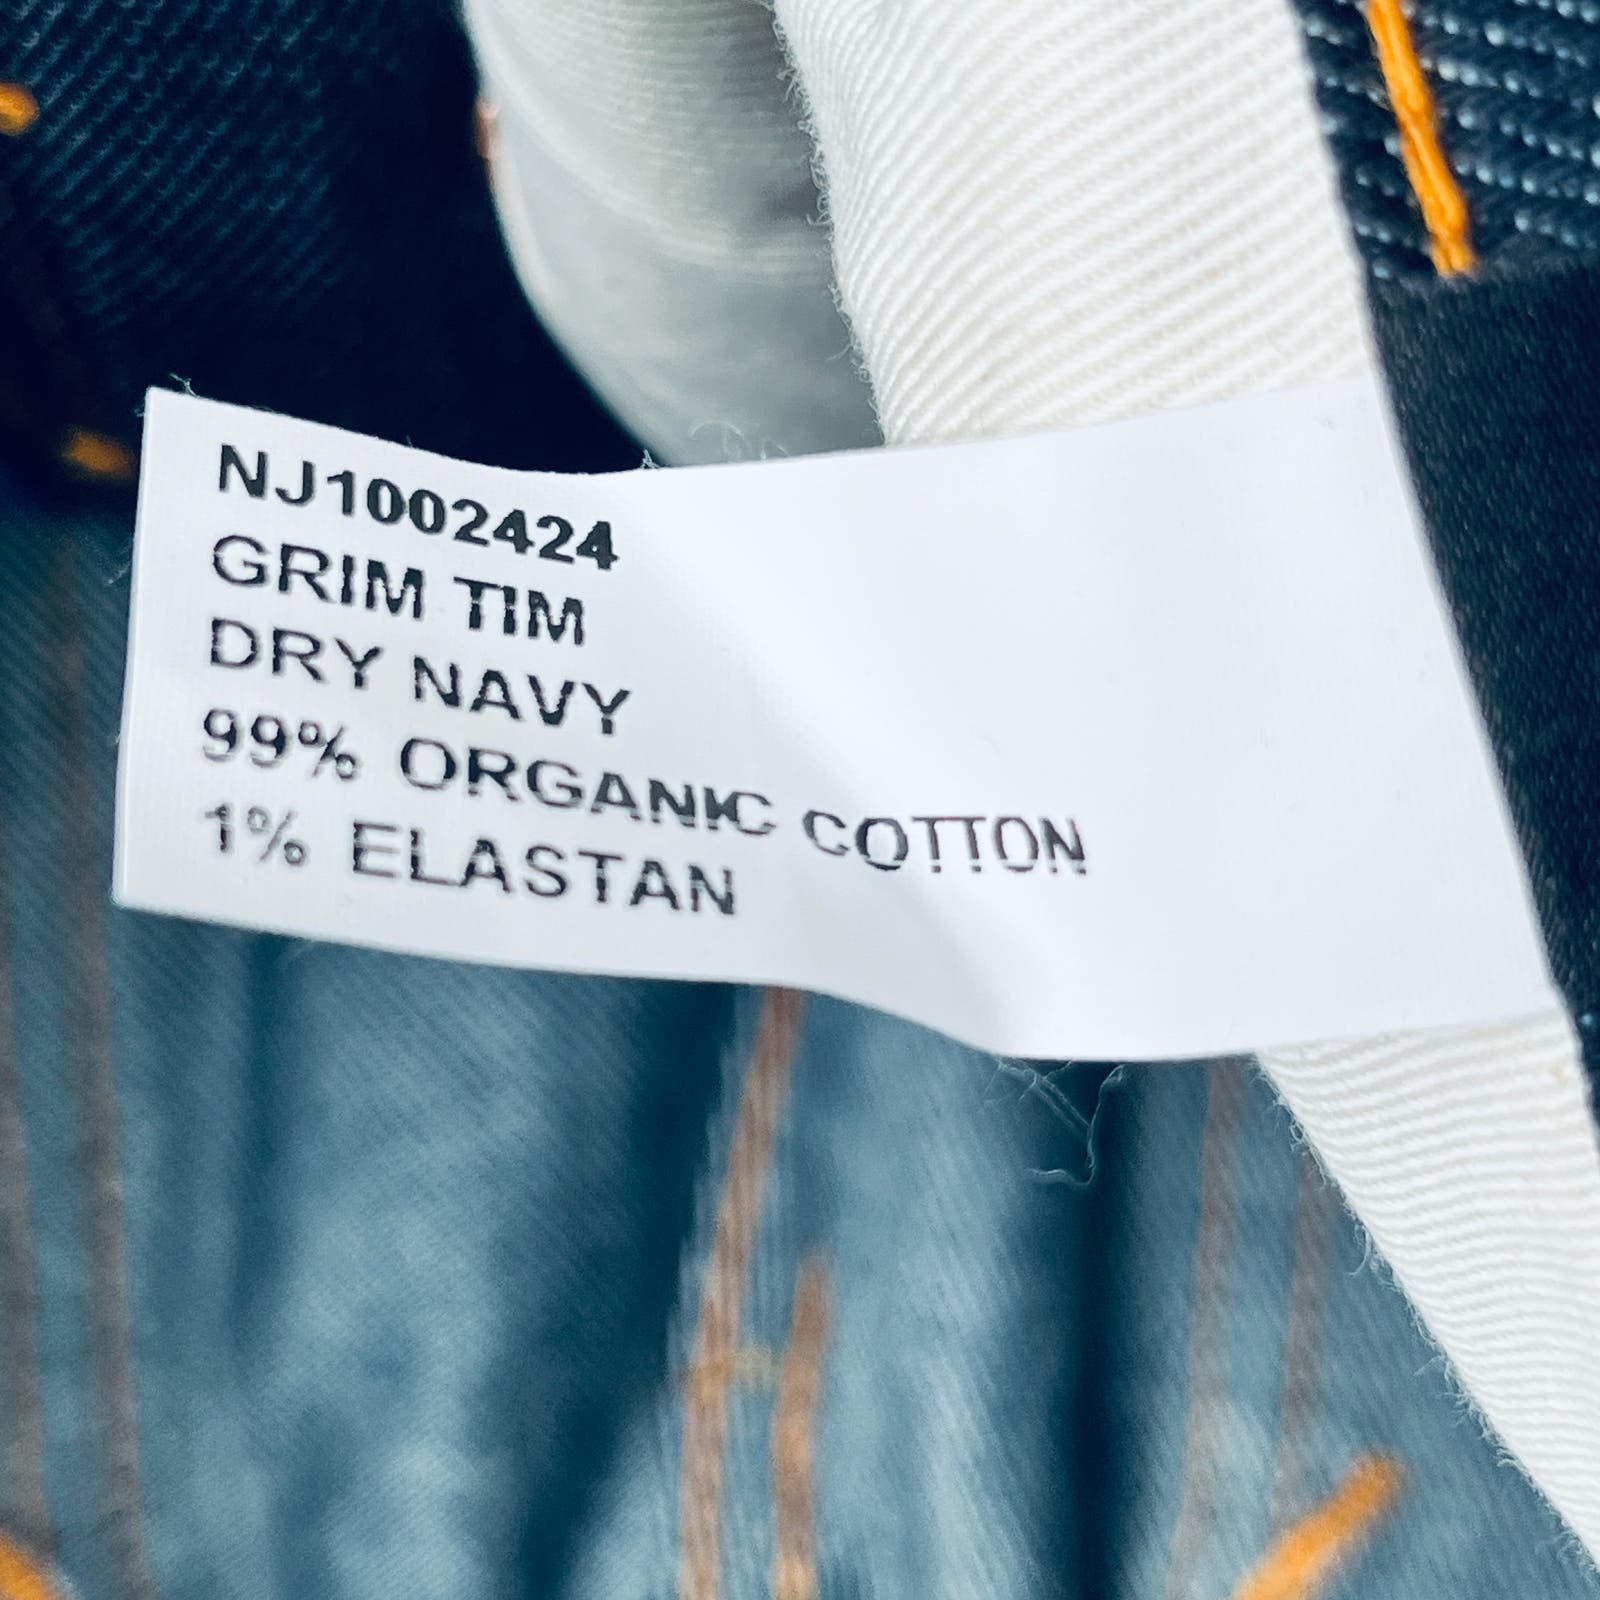 NJ1002424
GRIM TIM
DRY NAVY
99% ORGANIC COTTON
1% ELASTAN